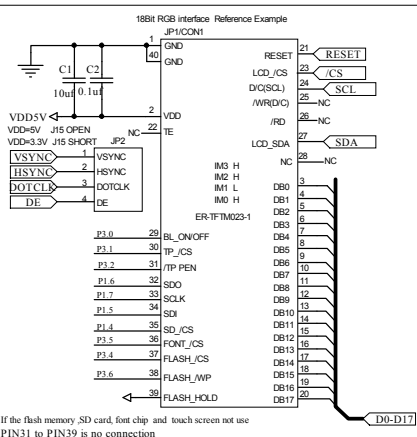 18Bit RGB interface Reference Example
JP1/CON1
1 GND
40 GND
C1 C2
10uf 0.1uf
VDD5V 2 VDD
VDD=5V J15 OPEN
VDD=3.3V J15 SHORT
NC 22 TE
JP2
VSYNC 1 VSYNC
HSYNC 2 HSYNC
DOTCLK 3 DOTCLK
DE 4 DE
RESET 21 RESET
LCD_/CS 23 /CS
D/C(SCL) 24 SCL
/WR(D/C) 25 NC
/RD 26 NC
LCD_SDA 27 SDA
NC 28 NC
IM3 H
IM2 H
IM1 L
IM0 H
ER-TFTM023-1
DB0 3
DB1 4
DB2 5
DB3 6
DB4 7
DB5 8
DB6 9
DB7 10
DB8 11
DB9 12
DB10 13
DB11 14
DB12 15
DB13 16
DB14 17
DB15 18
DB16 19
DB17 20
P3.0 29 BL_ON/OFF
P3.1 30 TP_/CS
P3.2 31 /TP PEN
P1.6 32 SDO
P1.7 33 SCLK
P1.5 34 SDI
P1.4 35 SD_/CS
P3.5 36 FONT_/CS
P3.4 37 FLASH_/CS
P3.6 38 FLASH_/WP
39 FLASH_HOLD
D0-D17
If the flash memory ,SD card, font chip and touch screen not use
PIN31 to PIN39 is no connection